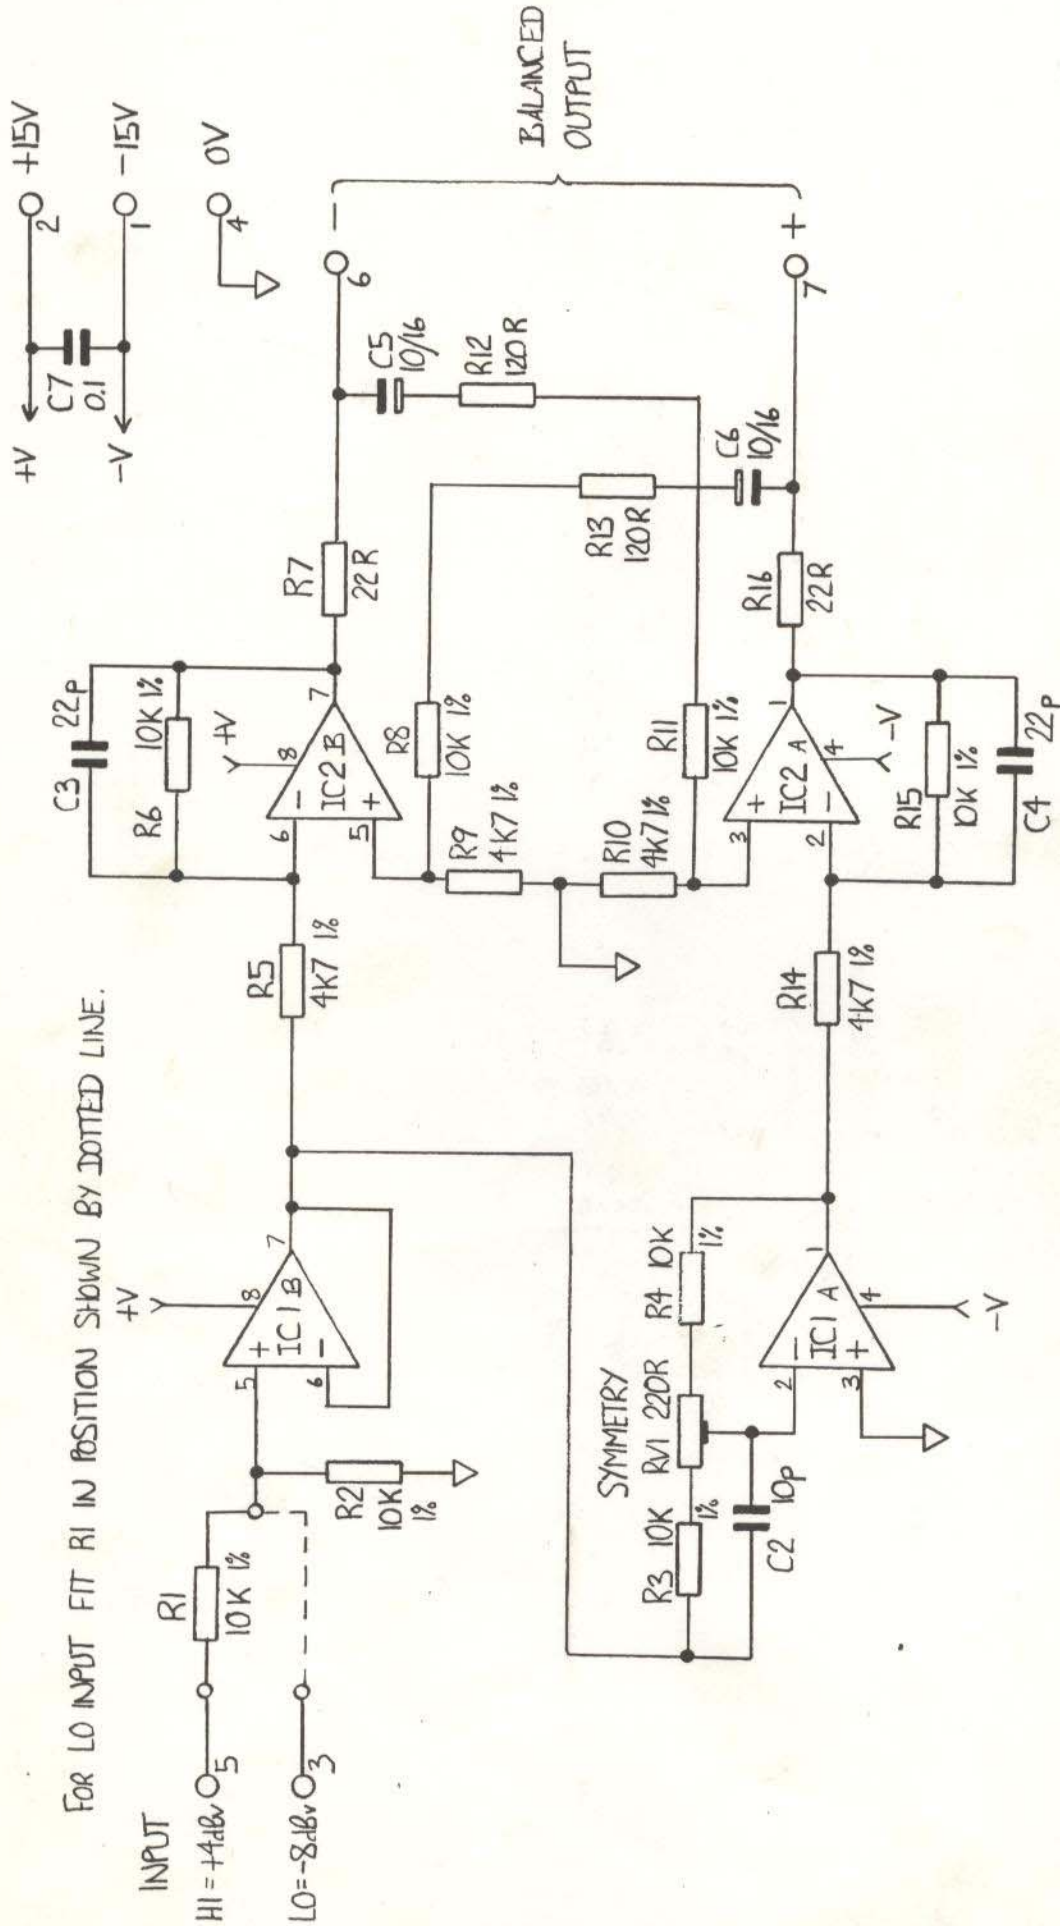 FOR LO INPUT FIT R1 IN POSITION SHOWN BY DOTTED LINE.
INPUT
HI = +4dBv
5
LO = -8dBv
3
R1
10K 1%
R2
10K
1%
+V
5
+
6
-
IC1 B
8
7
R5
4K7 1%
C3
22p
R6
10K 1%
+V
6
-
5
+
IC2 B
8
7
R7
22R
+V
C7
0.1
-V
2
+15V
1
-15V
4
0V
-
6
C5
10/16
R12
120R
R8
10K 1%
R9
4K7 1%
R10
4K7 1%
R11
10K 1%
R13
120R
C6
10/16
BALANCED
OUTPUT
+
7
SYMMETRY
R3
10K
1%
RV1
220R
R4
10K
1%
C2
10p
2
-
3
+
IC1 A
1
4
-V
R14
4K7 1%
3
+
2
-
IC2 A
1
4
-V
R15
10K 1%
C4
22p
R16
22R